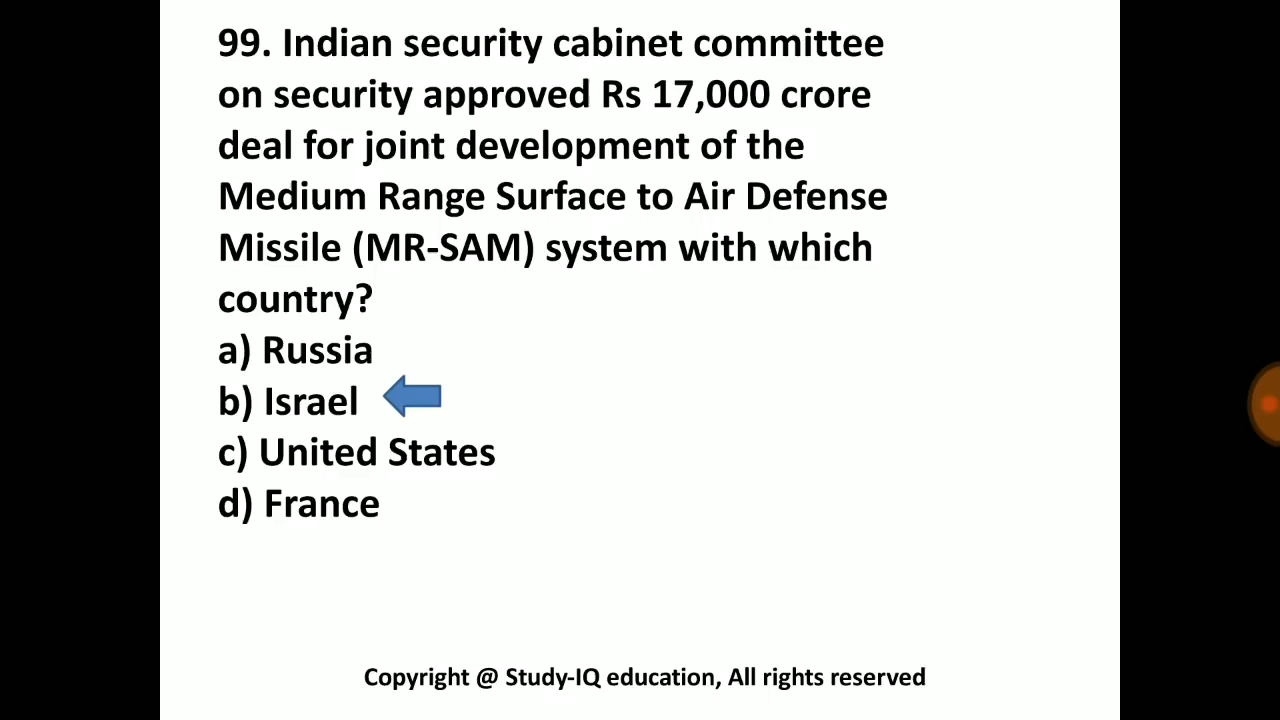 99. Indian security cabinet committee
on security approved Rs 17,000 crore
deal for joint development of the
Medium Range Surface to Air Defense
Missile (MR-SAM) system with which
country?
a) Russia
b) Israel
c) United States
d) France
Copyright @ Study-IQ education, All rights reserved